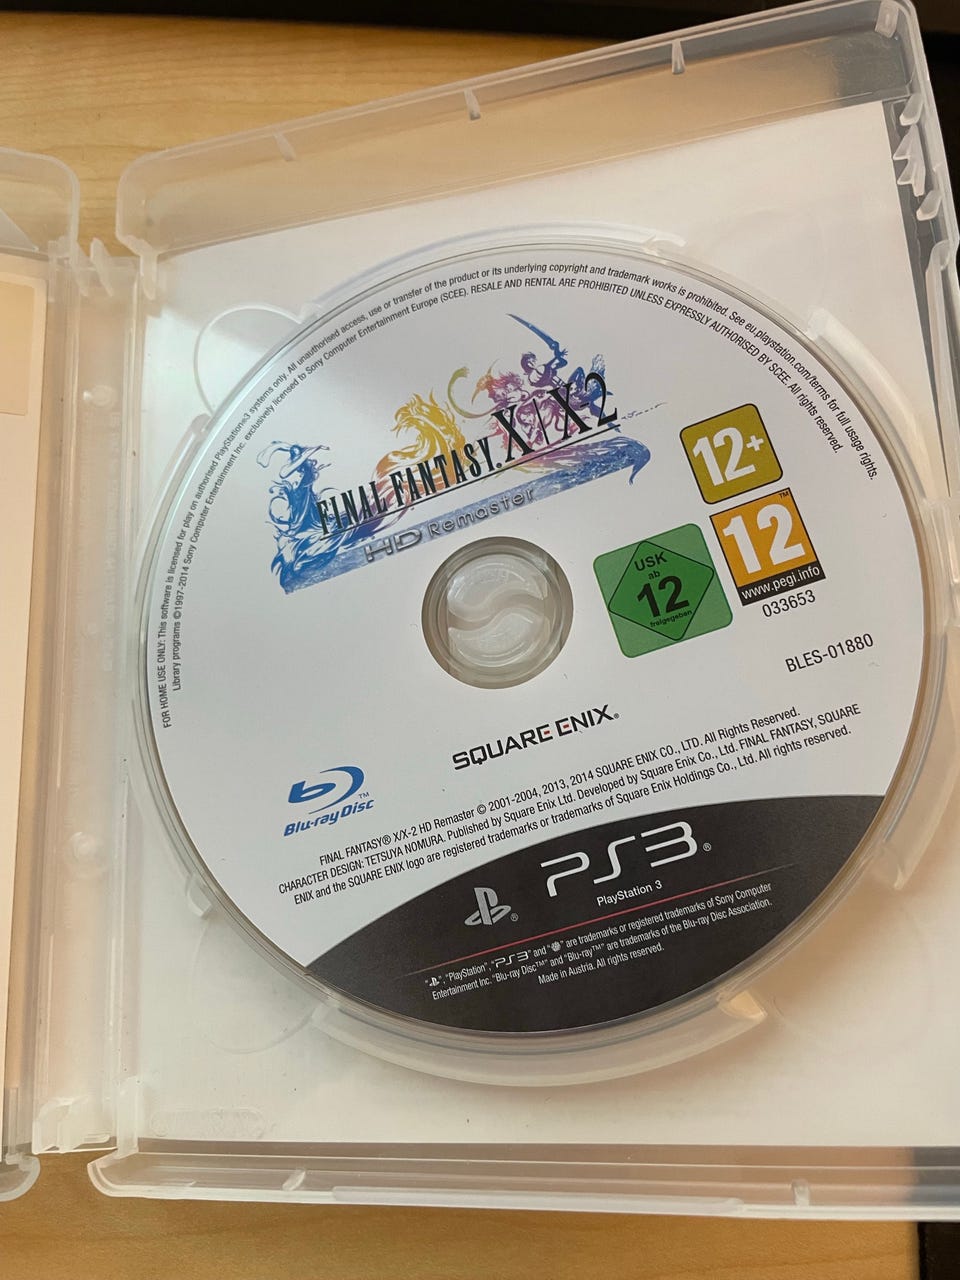 FOR HOME USE ONLY: This software is licensed for play on authorised PlayStation®3 systems only. All unauthorised access, use or transfer of the product or its underlying copyright and trademark works is prohibited. See eu.playstation.com/terms for full usage rights.
Library programs ©1997-2014 Sony Computer Entertainment Inc. exclusively licensed to Sony Computer Entertainment Europe (SCEE). RESALE AND RENTAL ARE PROHIBITED UNLESS EXPRESSLY AUTHORISED BY SCEE. All rights reserved.
FINAL FANTASY® X/X-2
HD Remaster
12+
12™
www.pegi.info
033653
USK
ab
12
freigegeben
BLES-01880
SQUARE ENIX®
Blu-ray Disc™
FINAL FANTASY® X/X-2 HD Remaster © 2001-2004, 2013, 2014 SQUARE ENIX CO., LTD. All Rights Reserved.
CHARACTER DESIGN: TETSUYA NOMURA. Published by Square Enix Ltd. Developed by Square Enix Co., Ltd. FINAL FANTASY, SQUARE
ENIX and the SQUARE ENIX logo are registered trademarks or trademarks of Square Enix Holdings Co., Ltd. All rights reserved.
PS3®
PlayStation 3
" ", "PlayStation", "PS3" and " " are trademarks or registered trademarks of Sony Computer
Entertainment Inc. "Blu-ray Disc™" and "Blu-ray™" are trademarks of the Blu-ray Disc Association.
Made in Austria. All rights reserved.